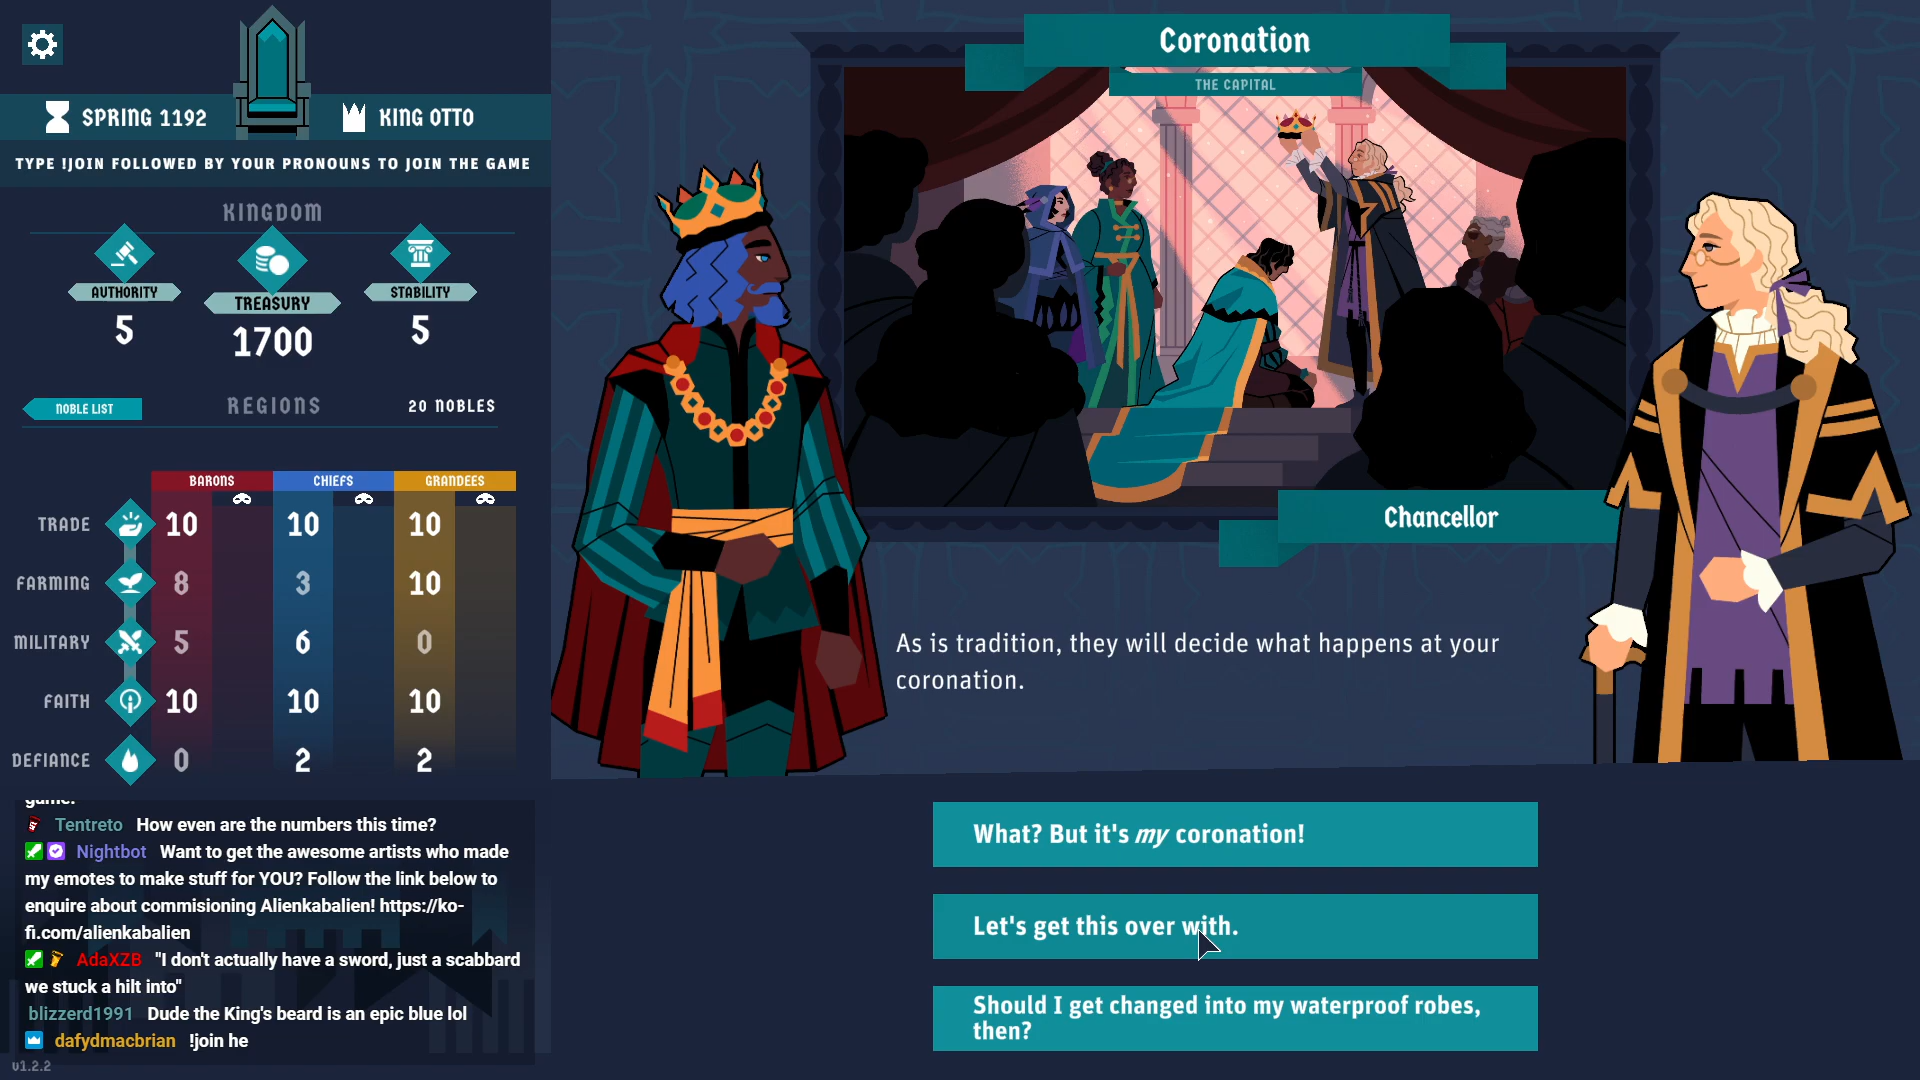 Coronation
THE CAPITAL
SPRING 1192
KING OTTO
TYPE !JOIN FOLLOWED BY YOUR PRONOUNS TO JOIN THE GAME
KINGDOM
AUTHORITY
TREASURY
STABILITY
5
1700
5
NOBLE LIST
REGIONS
20 NOBLES
BARONS CHIEFS GRANDEES
TRADE 10 10 10
FARMING 8 3 10
MILITARY 5 6 0
FAITH 10 10 10
DEFIANCE 0 2 2
game.
Tentreto How even are the numbers this time?
Nightbot Want to get the awesome artists who made
my emotes to make stuff for YOU? Follow the link below to
enquire about commisioning Alienkabalien! https://ko-
fi.com/alienkabalien
AdaXZB "I don't actually have a sword, just a scabbard
we stuck a hilt into"
blizzerd1991 Dude the King's beard is an epic blue lol
dafydmacbrian !join he
v1.2.2
Chancellor
As is tradition, they will decide what happens at your
coronation.
What? But it's my coronation!
Let's get this over with.
Should I get changed into my waterproof robes,
then?